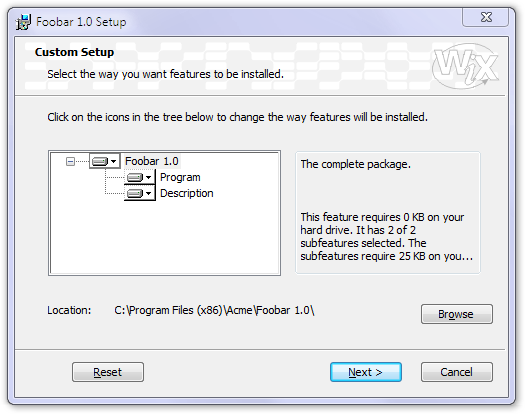 Foobar 1.0 Setup
Custom Setup
Select the way you want features to be installed.
WiX
Click on the icons in the tree below to change the way features will be installed.
Foobar 1.0
Program
Description
The complete package.
This feature requires 0 KB on your
hard drive. It has 2 of 2
subfeatures selected. The
subfeatures require 25 KB on you...
Location: C:\Program Files (x86)\Acme\Foobar 1.0\
Browse
Reset
Next >
Cancel